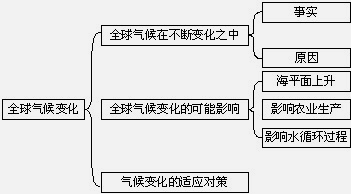 事实
全球气候在不断变化之中
原因
海平面上升
全球气候变化
全球气候变化的可能影响
影响农业生产
影响水循环过程
气候变化的适应对策